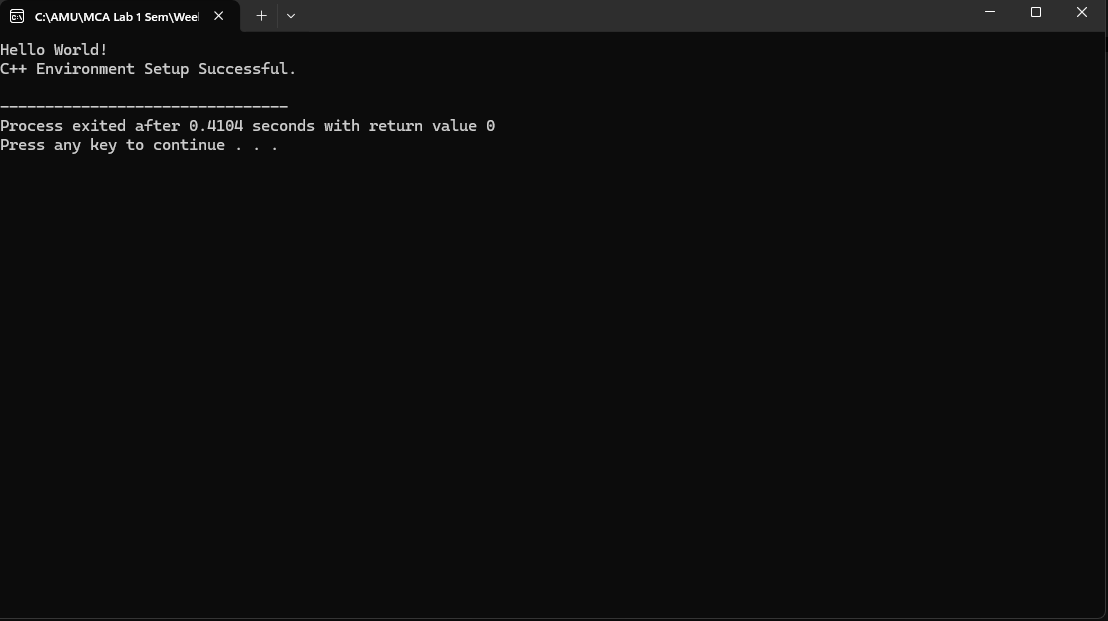 C:\AMU\MCA Lab 1 Sem\Wee
Hello World!
C++ Environment Setup Successful.
--------------------------------
Process exited after 0.4104 seconds with return value 0
Press any key to continue . . .